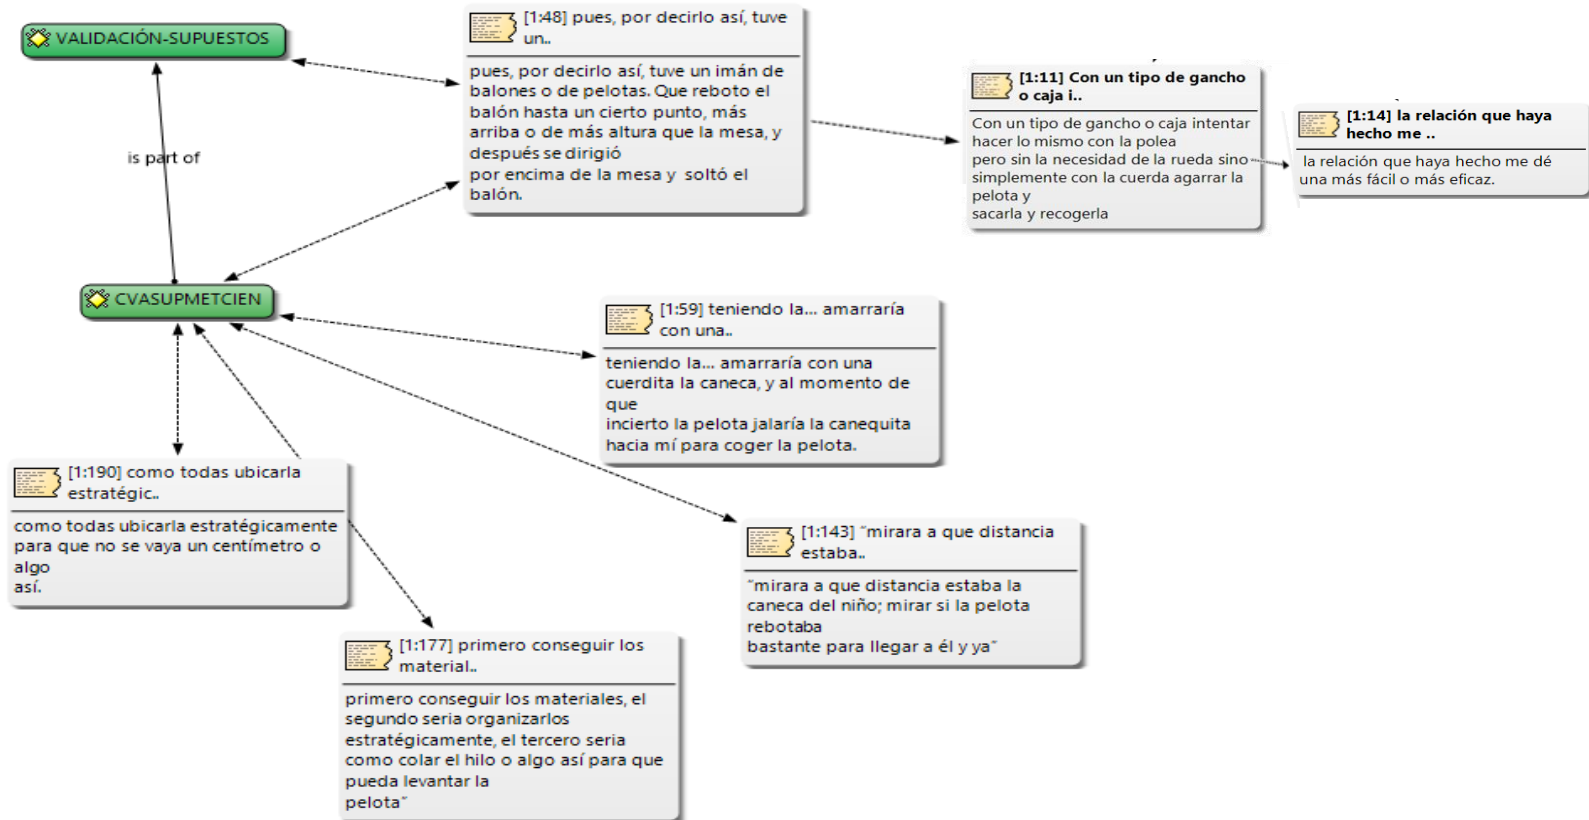 VALIDACIÓN-SUPUESTOS
[1:48] pues, por decirlo así, tuve
un..
pues, por decirlo así, tuve un imán de
balones o de pelotas. Que reboto el
balón hasta un cierto punto, más
arriba o de más altura que la mesa, y
después se dirigió
por encima de la mesa y soltó el
balón.
[1:11] Con un tipo de gancho
o caja i..
Con un tipo de gancho o caja intentar
hacer lo mismo con la polea
pero sin la necesidad de la rueda sino
simplemente con la cuerda agarrar la
pelota y
sacarla y recogerla
[1:14] la relación que haya
hecho me ..
la relación que haya hecho me dé
una más fácil o más eficaz.
is part of
CVASUPMETCIEN
[1:59] teniendo la... amarraría
con una..
teniendo la... amarraría con una
cuerdita la caneca, y al momento de
que
incierto la pelota jalaría la canequita
hacia mí para coger la pelota.
[1:190] como todas ubicarla
estratégic..
como todas ubicarla estratégicamente
para que no se vaya un centímetro o
algo
así.
[1:143] “mirara a que distancia
estaba..
“mirara a que distancia estaba la
caneca del niño; mirar si la pelota
rebotaba
bastante para llegar a él y ya”
[1:177] primero conseguir los
material..
primero conseguir los materiales, el
segundo seria organizarlos
estratégicamente, el tercero seria
como colar el hilo o algo así para que
pueda levantar la
pelota”